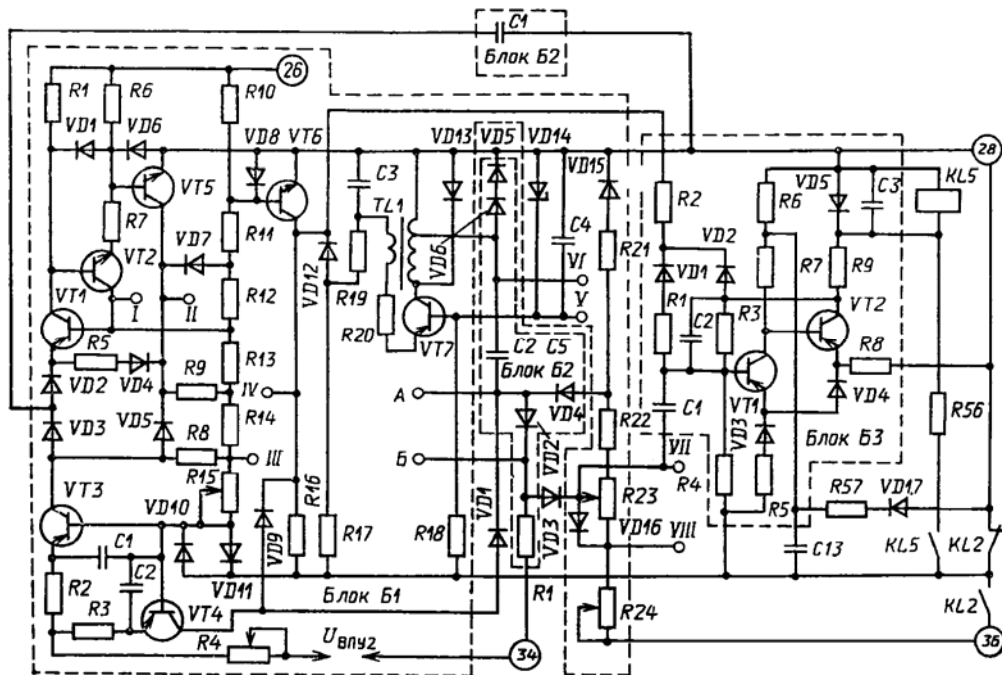 C1
Блок Б2
26
R1
R6
R10
VD1
VD6
VD8
VT6
VD13
VD5
VD14
VD15
28
VT5
C3
TL1
VD6
C4
R2
VD5
C3
KL5
R6
R7
VT2
VD7
R11
R21
VD2
VD1
R7
R9
VT1
I
II
R12
VD12
R19
R20
VT7
VI
V
R1
C2
R3
VT2
R8
R5
VD4
R13
C2
C5
Блок Б2
VD2
R9
IV
A
VD4
R22
C1
VT1
VD4
R56
VD3
VD5
R14
R8
III
Б
VD2
VII
R4
VD3
Блок Б3
VT3
VD10
R15
R16
VD1
R23
R5
R57
VD17
C1
C2
VD9
R17
R18
VD3
VD16
VIII
C13
KL5
KL2
R2
VD11
Блок Б1
R1
R24
KL2
R3
VT4
R4
Uвпу2
34
36